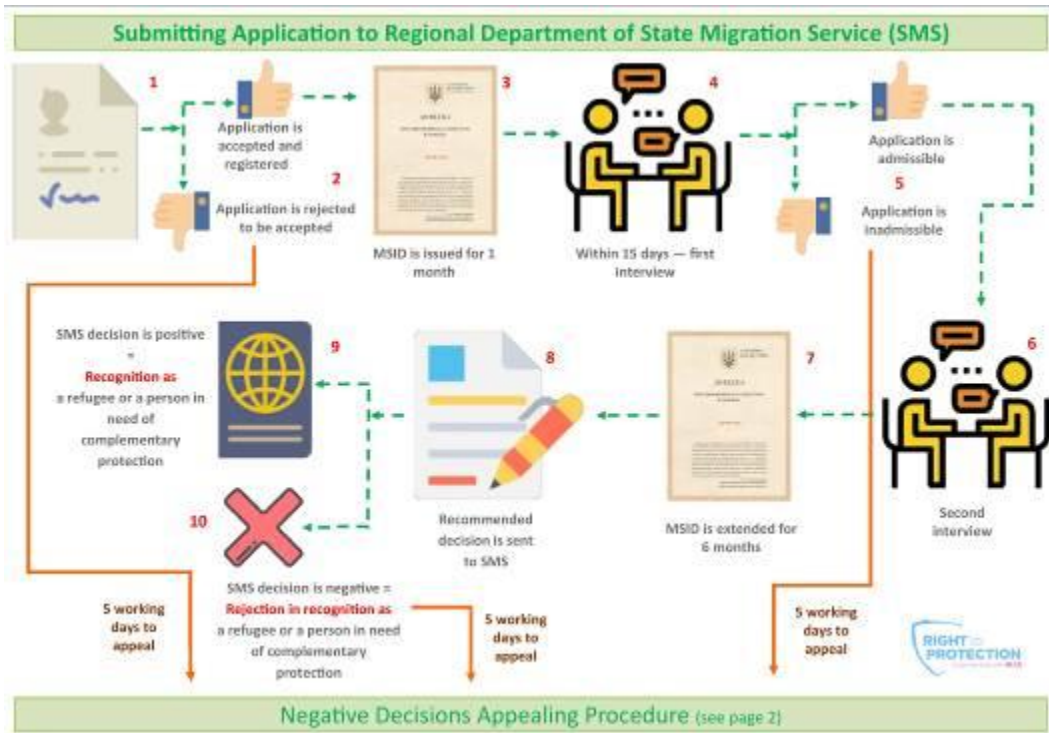 Submitting Application to Regional Department of State Migration Service (SMS)
1
Application is
accepted and
registered
2
Application is rejected
to be accepted
3
MSID is issued for 1
month
4
Within 15 days — first
interview
Application is
admissible
5
Application is
inadmissible
6
Second
interview
7
MSID is extended for
6 months
8
Recommended
decision is sent
to SMS
9
SMS decision is positive
=
Recognition as
a refugee or a person in
need of
complementary
protection
10
SMS decision is negative =
Rejection in recognition as
a refugee or a person in need
of complementary
protection
5 working
days to
appeal
5 working
days to
appeal
5 working
days to
appeal
RIGHT to
PROTECTION
Negative Decisions Appealing Procedure (see page 2)